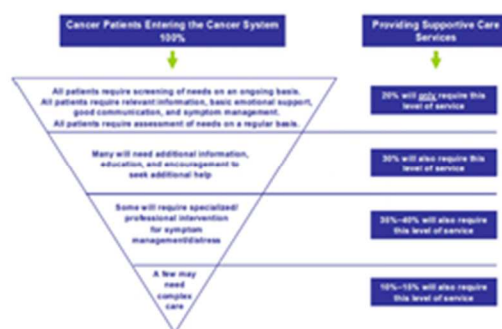 Cancer Patients Entering the Cancer System
100%
Providing Supportive Care
Services
All patients require screening of needs on an ongoing basis.
All patients require relevant information, basic emotional support,
good communication, and symptom management.
All patients require assessment of needs on a regular basis.
20% will only require this
level of service
Many will need additional information,
education, and encouragement to
seek additional help
30% will also require this
level of service
Some will require specialized/
professional intervention
for symptom
management/distress
35%–40% will also require
this level of service
A few may
need
complex
care
10%–15% will also require
this level of service